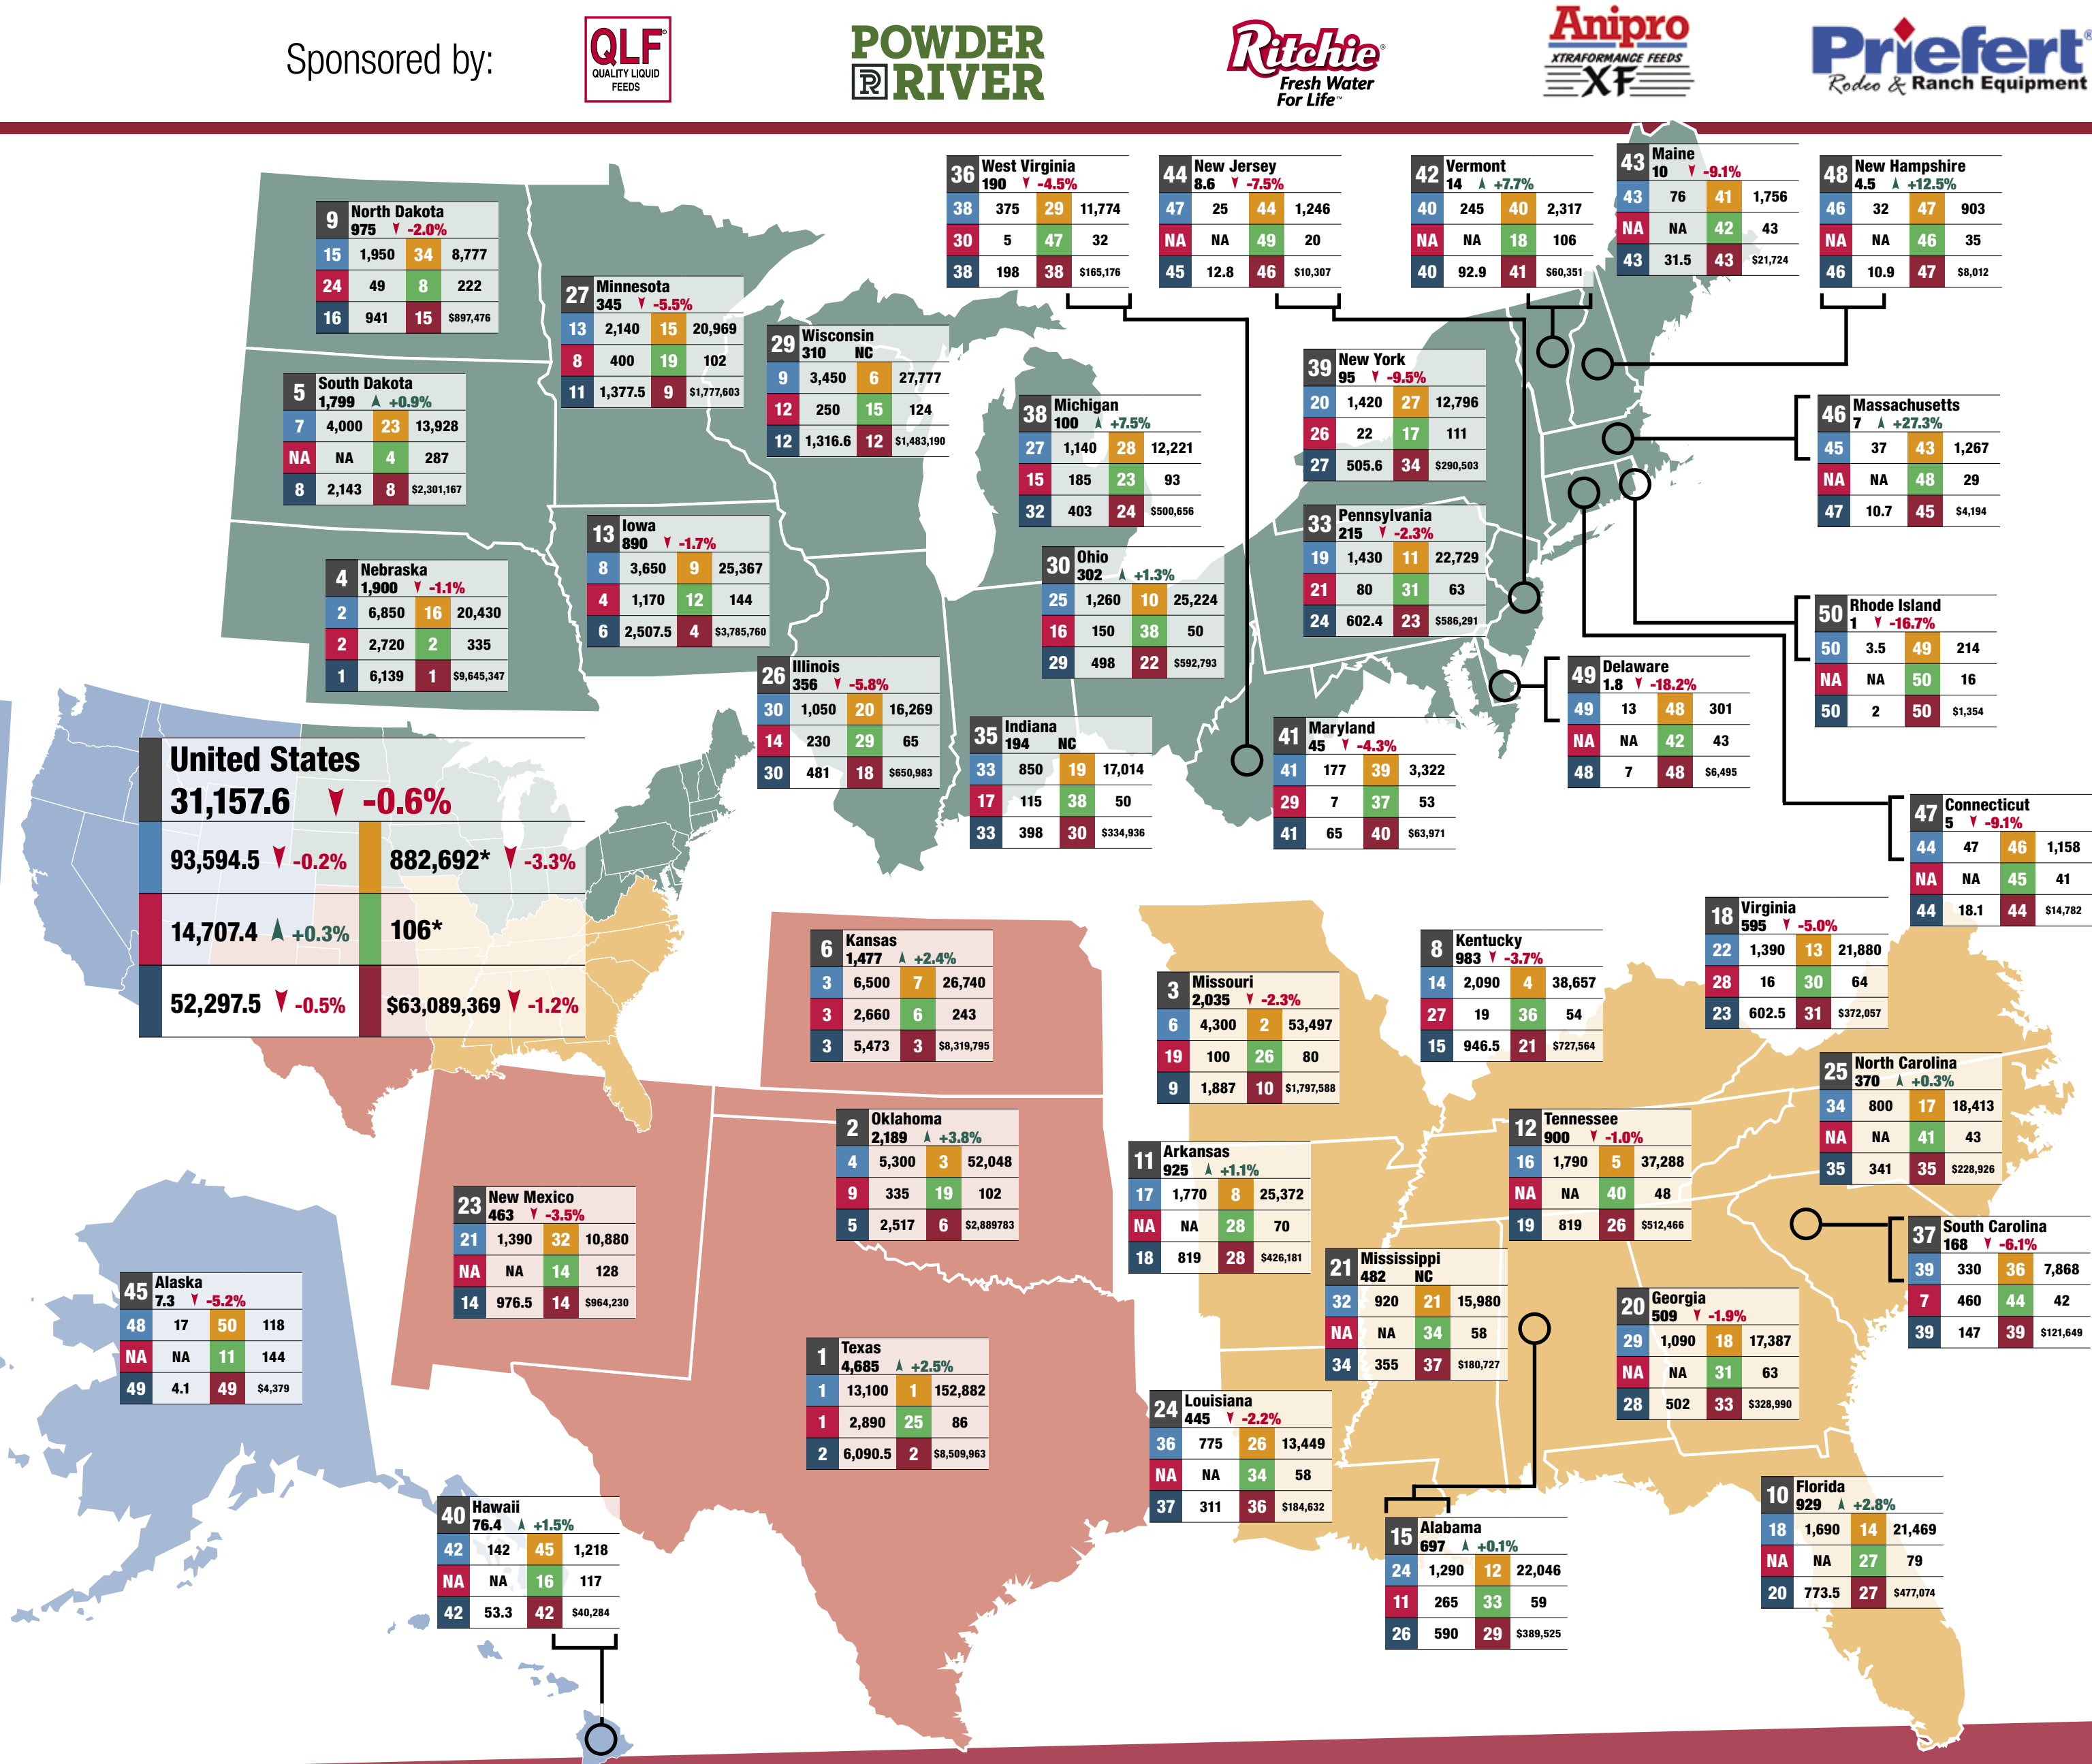 Sponsored by:
QLF®
QUALITY LIQUID
FEEDS
POWDER
RIVER
Ritchie®
Fresh Water
For Life™
Anipro
XTRAFORMANCE FEEDS
XF
Priefert®
Rodeo & Ranch Equipment
36 West Virginia
190 -4.5%
38 375 29 11,774
30 5 47 32
38 198 38 $165,176
44 New Jersey
8.6 -7.5%
47 25 44 1,246
NA NA 49 20
45 12.8 46 $10,307
42 Vermont
14 +7.7%
40 245 40 2,317
NA NA 18 106
40 92.9 41 $60,351
43 Maine
10 -9.1%
43 76 41 1,756
NA NA 42 43
43 31.5 43 $21,724
48 New Hampshire
4.5 +12.5%
46 32 47 903
NA NA 46 35
46 10.9 47 $8,012
9 North Dakota
975 -2.0%
15 1,950 34 8,777
24 49 8 222
16 941 15 $897,476
27 Minnesota
345 -5.5%
13 2,140 15 20,969
8 400 19 102
11 1,377.5 9 $1,777,603
29 Wisconsin
310 NC
9 3,450 6 27,777
12 250 15 124
12 1,316.6 12 $1,483,190
39 New York
95 -9.5%
20 1,420 27 12,796
26 22 17 111
27 505.6 34 $290,503
5 South Dakota
1,799 +0.9%
7 4,000 23 13,928
NA NA 4 287
8 2,143 8 $2,301,167
38 Michigan
100 +7.5%
27 1,140 28 12,221
15 185 23 93
32 403 24 $500,656
46 Massachusetts
7 +27.3%
45 37 43 1,267
NA NA 48 29
47 10.7 45 $4,194
33 Pennsylvania
215 -2.3%
19 1,430 11 22,729
21 80 31 63
24 602.4 23 $586,291
13 Iowa
890 -1.7%
8 3,650 9 25,367
4 1,170 12 144
6 2,507.5 4 $3,785,760
30 Ohio
302 +1.3%
25 1,260 10 25,224
16 150 38 50
29 498 22 $592,793
4 Nebraska
1,900 -1.1%
2 6,850 16 20,430
2 2,720 2 335
1 6,139 1 $9,645,347
50 Rhode Island
1 -16.7%
50 3.5 49 214
NA NA 50 16
50 2 50 $1,354
26 Illinois
356 -5.8%
30 1,050 20 16,269
14 230 29 65
30 481 18 $650,983
49 Delaware
1.8 -18.2%
49 13 48 301
NA NA 42 43
48 7 48 $6,495
35 Indiana
194 NC
33 850 19 17,014
17 115 38 50
33 398 30 $334,936
41 Maryland
45 -4.3%
41 177 39 3,322
29 7 37 53
41 65 40 $63,971
United States
31,157.6 -0.6%
93,594.5 -0.2% 882,692* -3.3%
14,707.4 +0.3% 106*
52,297.5 -0.5% $63,089,369 -1.2%
47 Connecticut
5 -9.1%
44 47 46 1,158
NA NA 45 41
44 18.1 44 $14,782
18 Virginia
595 -5.0%
22 1,390 13 21,880
28 16 30 64
23 602.5 31 $372,057
6 Kansas
1,477 +2.4%
3 6,500 7 26,740
3 2,660 6 243
3 5,473 3 $8,319,795
8 Kentucky
983 -3.7%
14 2,090 4 38,657
27 19 36 54
15 946.5 21 $727,564
3 Missouri
2,035 -2.3%
6 4,300 2 53,497
19 100 26 80
9 1,887 10 $1,797,588
25 North Carolina
370 +0.3%
34 800 17 18,413
NA NA 41 43
35 341 35 $228,926
2 Oklahoma
2,189 +3.8%
4 5,300 3 52,048
9 335 19 102
5 2,517 6 $2,889783
12 Tennessee
900 -1.0%
16 1,790 5 37,288
NA NA 40 48
19 819 26 $512,466
11 Arkansas
925 +1.1%
17 1,770 8 25,372
NA NA 28 70
18 819 28 $426,181
23 New Mexico
463 -3.5%
21 1,390 32 10,880
NA NA 14 128
14 976.5 14 $964,230
37 South Carolina
168 -6.1%
39 330 36 7,868
7 460 44 42
39 147 39 $121,649
21 Mississippi
482 NC
32 920 21 15,980
NA NA 34 58
34 355 37 $180,727
45 Alaska
7.3 -5.2%
48 17 50 118
NA NA 11 144
49 4.1 49 $4,379
20 Georgia
509 -1.9%
29 1,090 18 17,387
NA NA 31 63
28 502 33 $328,990
1 Texas
4,685 +2.5%
1 13,100 1 152,882
1 2,890 25 86
2 6,090.5 2 $8,509,963
24 Louisiana
445 -2.2%
36 775 26 13,449
NA NA 34 58
37 311 36 $184,632
10 Florida
929 +2.8%
18 1,690 14 21,469
NA NA 27 79
20 773.5 27 $477,074
40 Hawaii
76.4 +1.5%
42 142 45 1,218
NA NA 16 117
42 53.3 42 $40,284
15 Alabama
697 +0.1%
24 1,290 12 22,046
11 265 33 59
26 590 29 $389,525